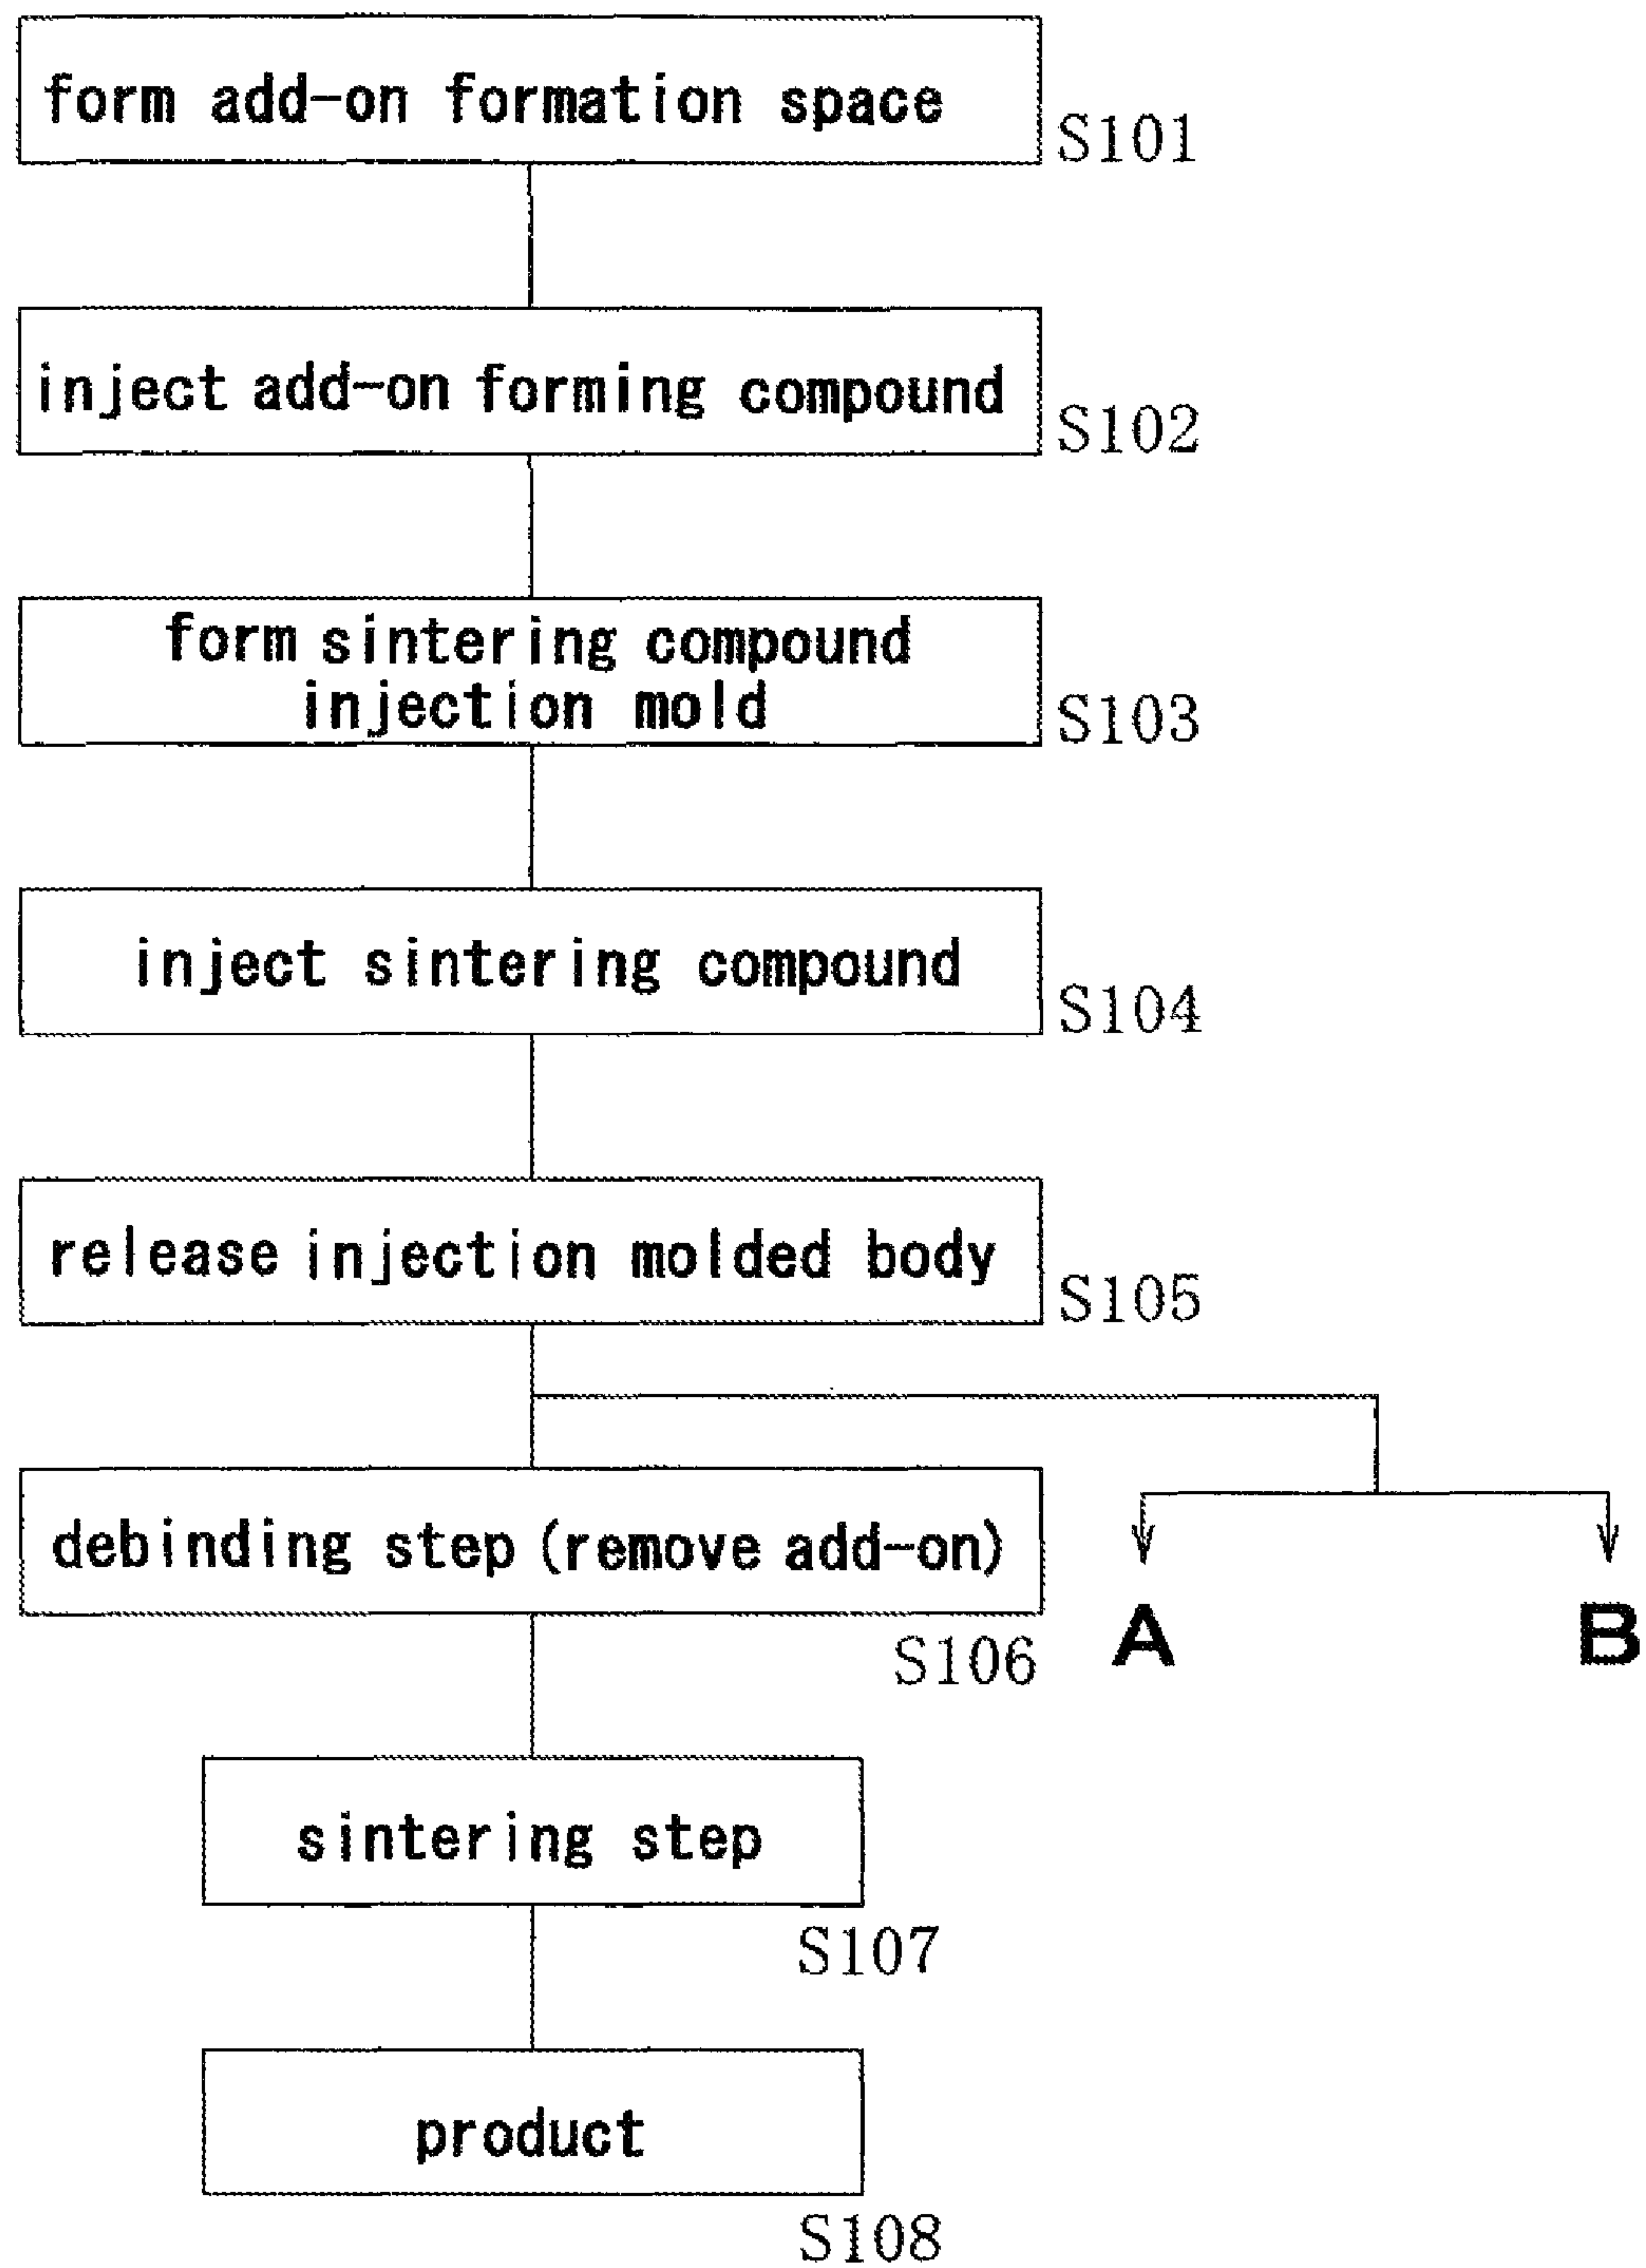 form add-on formation space
S101
inject add-on forming compound
S102
form sintering compound
injection mold
S103
inject sintering compound
S104
release injection molded body
S105
debinding step (remove add-on)
S106
A
B
sintering step
S107
product
S108